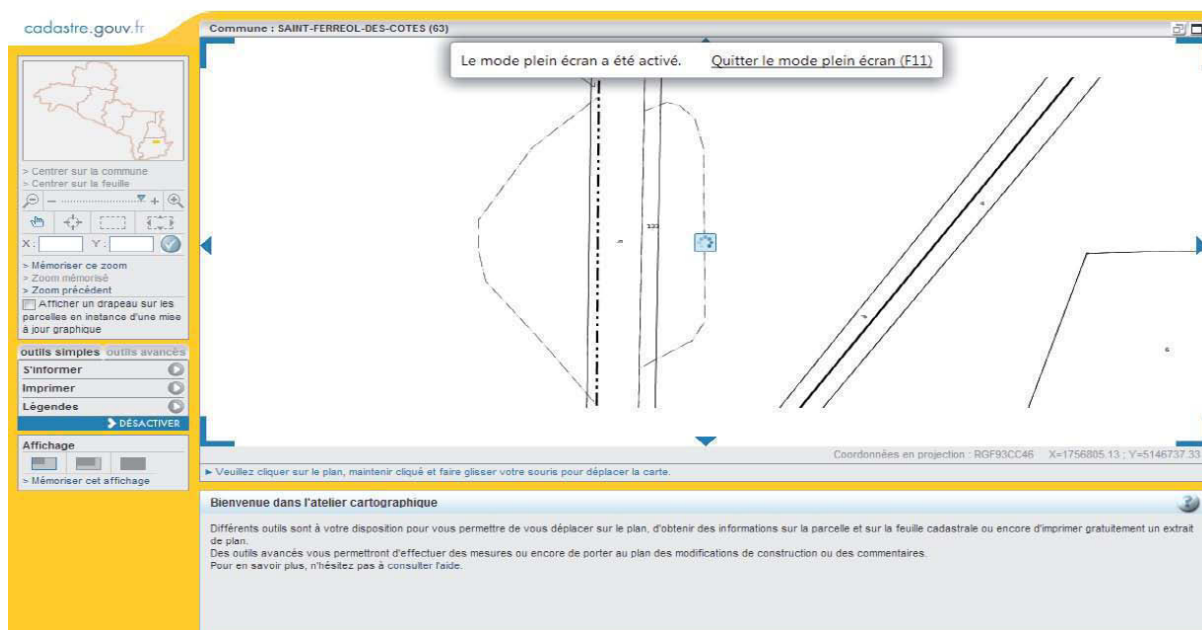 cadastre.gouv.fr
Commune : SAINT-FERREOL-DES-COTES (63)
Le mode plein écran a été activé. Quitter le mode plein écran (F11)
> Centrer sur la commune
> Centrer sur la feuille
X : Y :
> Mémoriser ce zoom
> Zoom mémorisé
> Zoom précédent
Afficher un drapeau sur les
parcelles en instance d'une mise
à jour graphique
outils simples outils avancés
S'informer
Imprimer
Légendes
DÉSACTIVER
Affichage
> Mémoriser cet affichage
133
Coordonnées en projection : RGF93CC46 X=1756805.13 ; Y=5146737.33
Veuillez cliquer sur le plan, maintenir cliqué et faire glisser votre souris pour déplacer la carte.
Bienvenue dans l'atelier cartographique
Différents outils sont à votre disposition pour vous permettre de vous déplacer sur le plan, d'obtenir des informations sur la parcelle et sur la feuille cadastrale ou encore d'imprimer gratuitement un extrait
de plan.
Des outils avancés vous permettront d'effectuer des mesures ou encore de porter au plan des modifications de construction ou des commentaires.
Pour en savoir plus, n'hésitez pas à consulter l'aide.